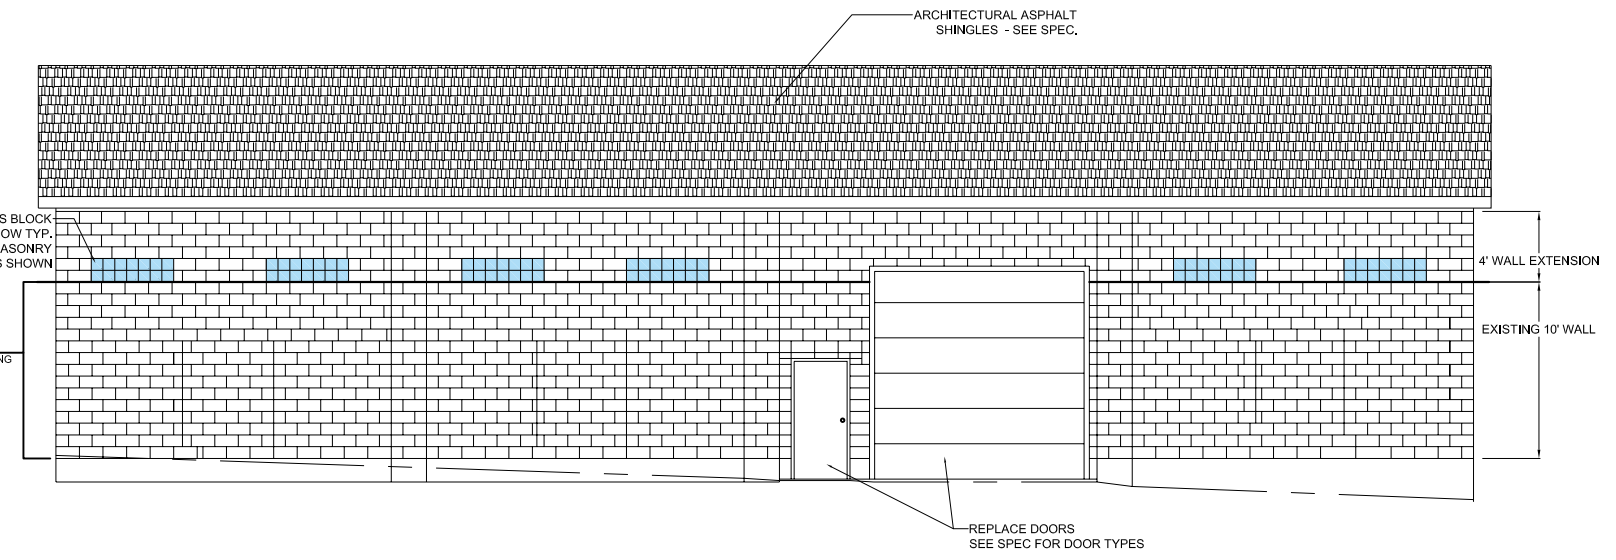 ARCHITECTURAL ASPHALT
SHINGLES - SEE SPEC.
S BLOCK
OW TYP.
ASONRY
S SHOWN
4' WALL EXTENSION
EXISTING 10' WALL
NG
REPLACE DOORS
SEE SPEC FOR DOOR TYPES